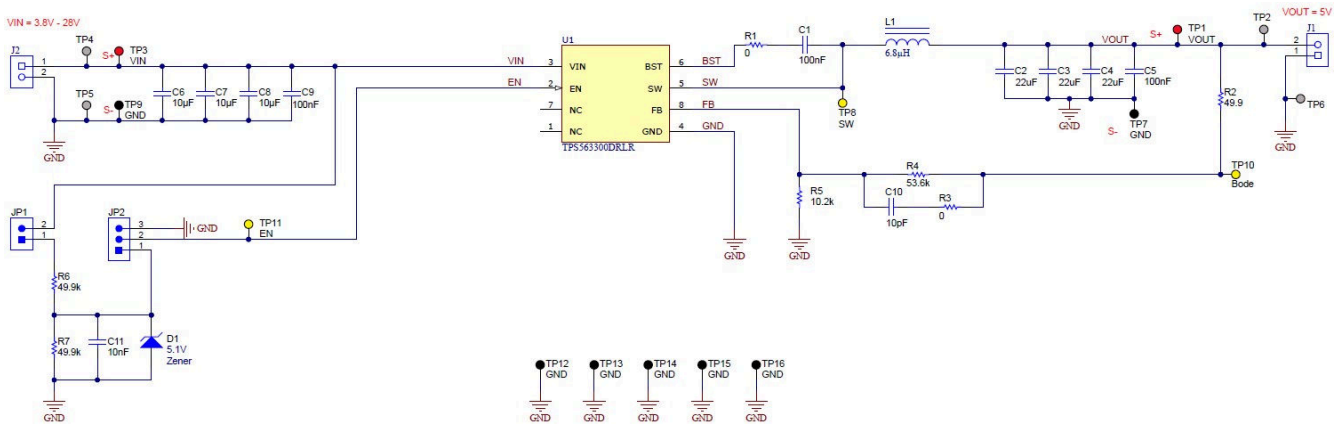 VIN = 3.8V - 28V
J2
1
2
TP4
S+
TP3
VIN
TP5
S-
TP9
GND
GND
C6
10µF
C7
10µF
C8
10µF
C9
100nF
VIN
EN
U1
3
VIN
2
EN
7
NC
1
NC
BST
6
SW
5
FB
8
GND
4
TPS563300DRLR
BST
SW
FB
GND
GND
R1
0
C1
100nF
TP8
SW
L1
6.8µH
C2
22uF
C3
22uF
C4
22uF
C5
100nF
GND
VOUT
S+
TP1
VOUT
S-
TP7
GND
TP2
VOUT = 5V
J1
2
1
R2
49.9
TP6
GND
TP10
Bode
R4
53.6k
C10
10pF
R3
0
R5
10.2k
GND
JP1
2
1
JP2
3
2
1
GND
TP11
EN
R6
49.9k
R7
49.9k
C11
10nF
D1
5.1V
Zener
GND
TP12
GND
GND
TP13
GND
GND
TP14
GND
GND
TP15
GND
GND
TP16
GND
GND